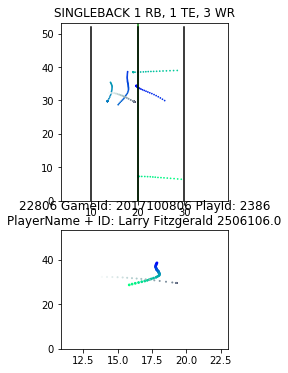 SINGLEBACK 1 RB, 1 TE, 3 WR
50
40
30
20
10
0
10 20 30
22806 GameId: 2017100806 PlayId: 2386
PlayerName + ID: Larry Fitzgerald 2506106.0
40
20
0
12.5 15.0 17.5 20.0 22.5